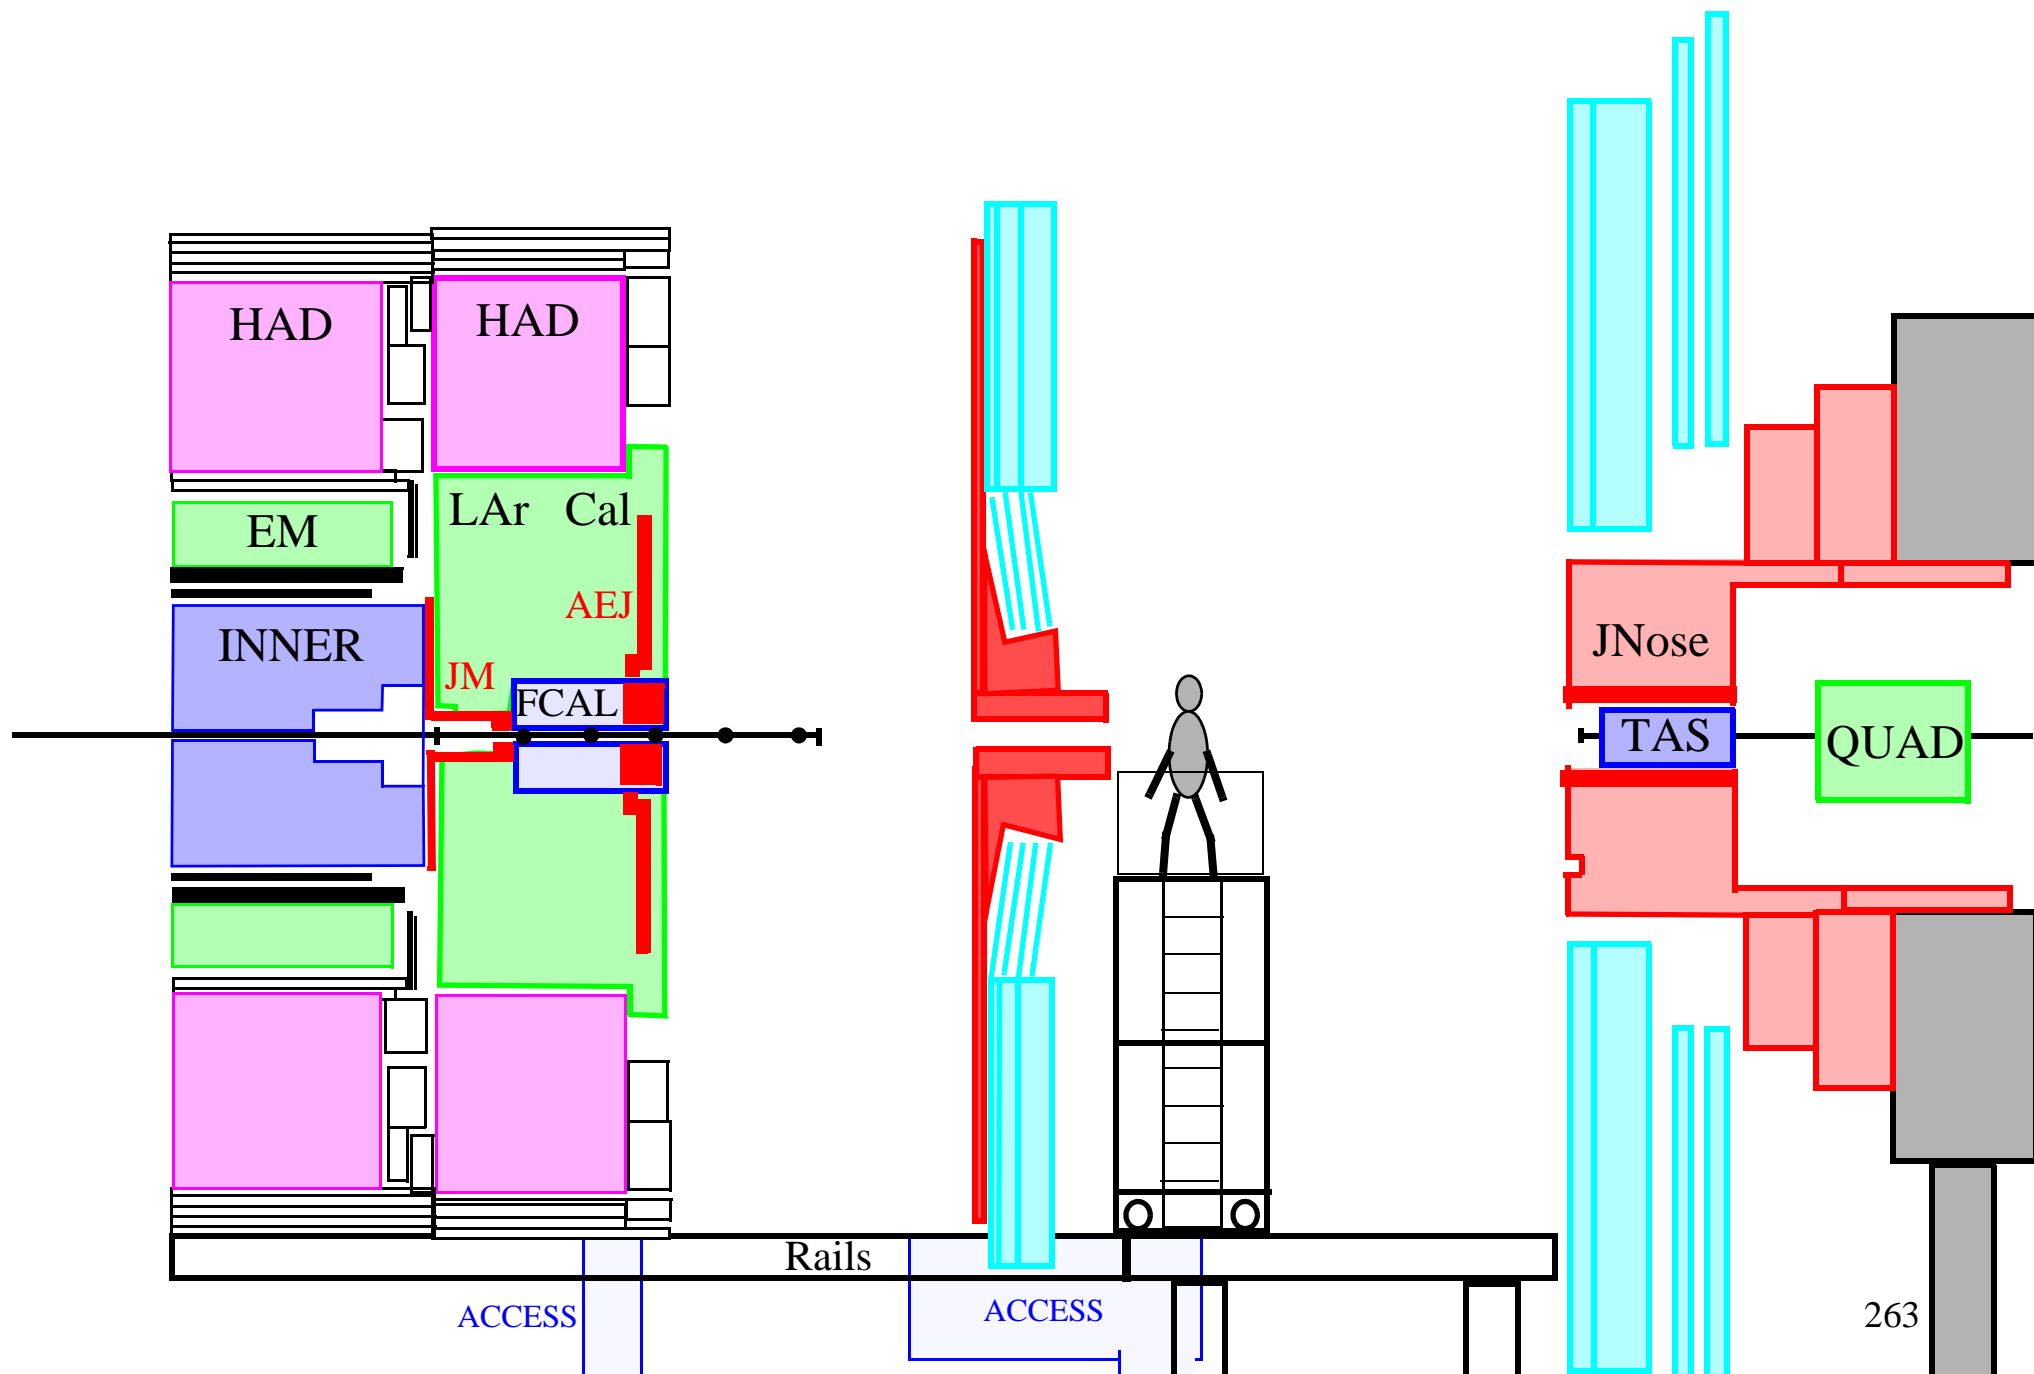 HAD HAD
LAr Cal
EM
AEJ
INNER
JNose
JM
FCAL
TAS
QUAD
Rails
ACCESS
ACCESS
263